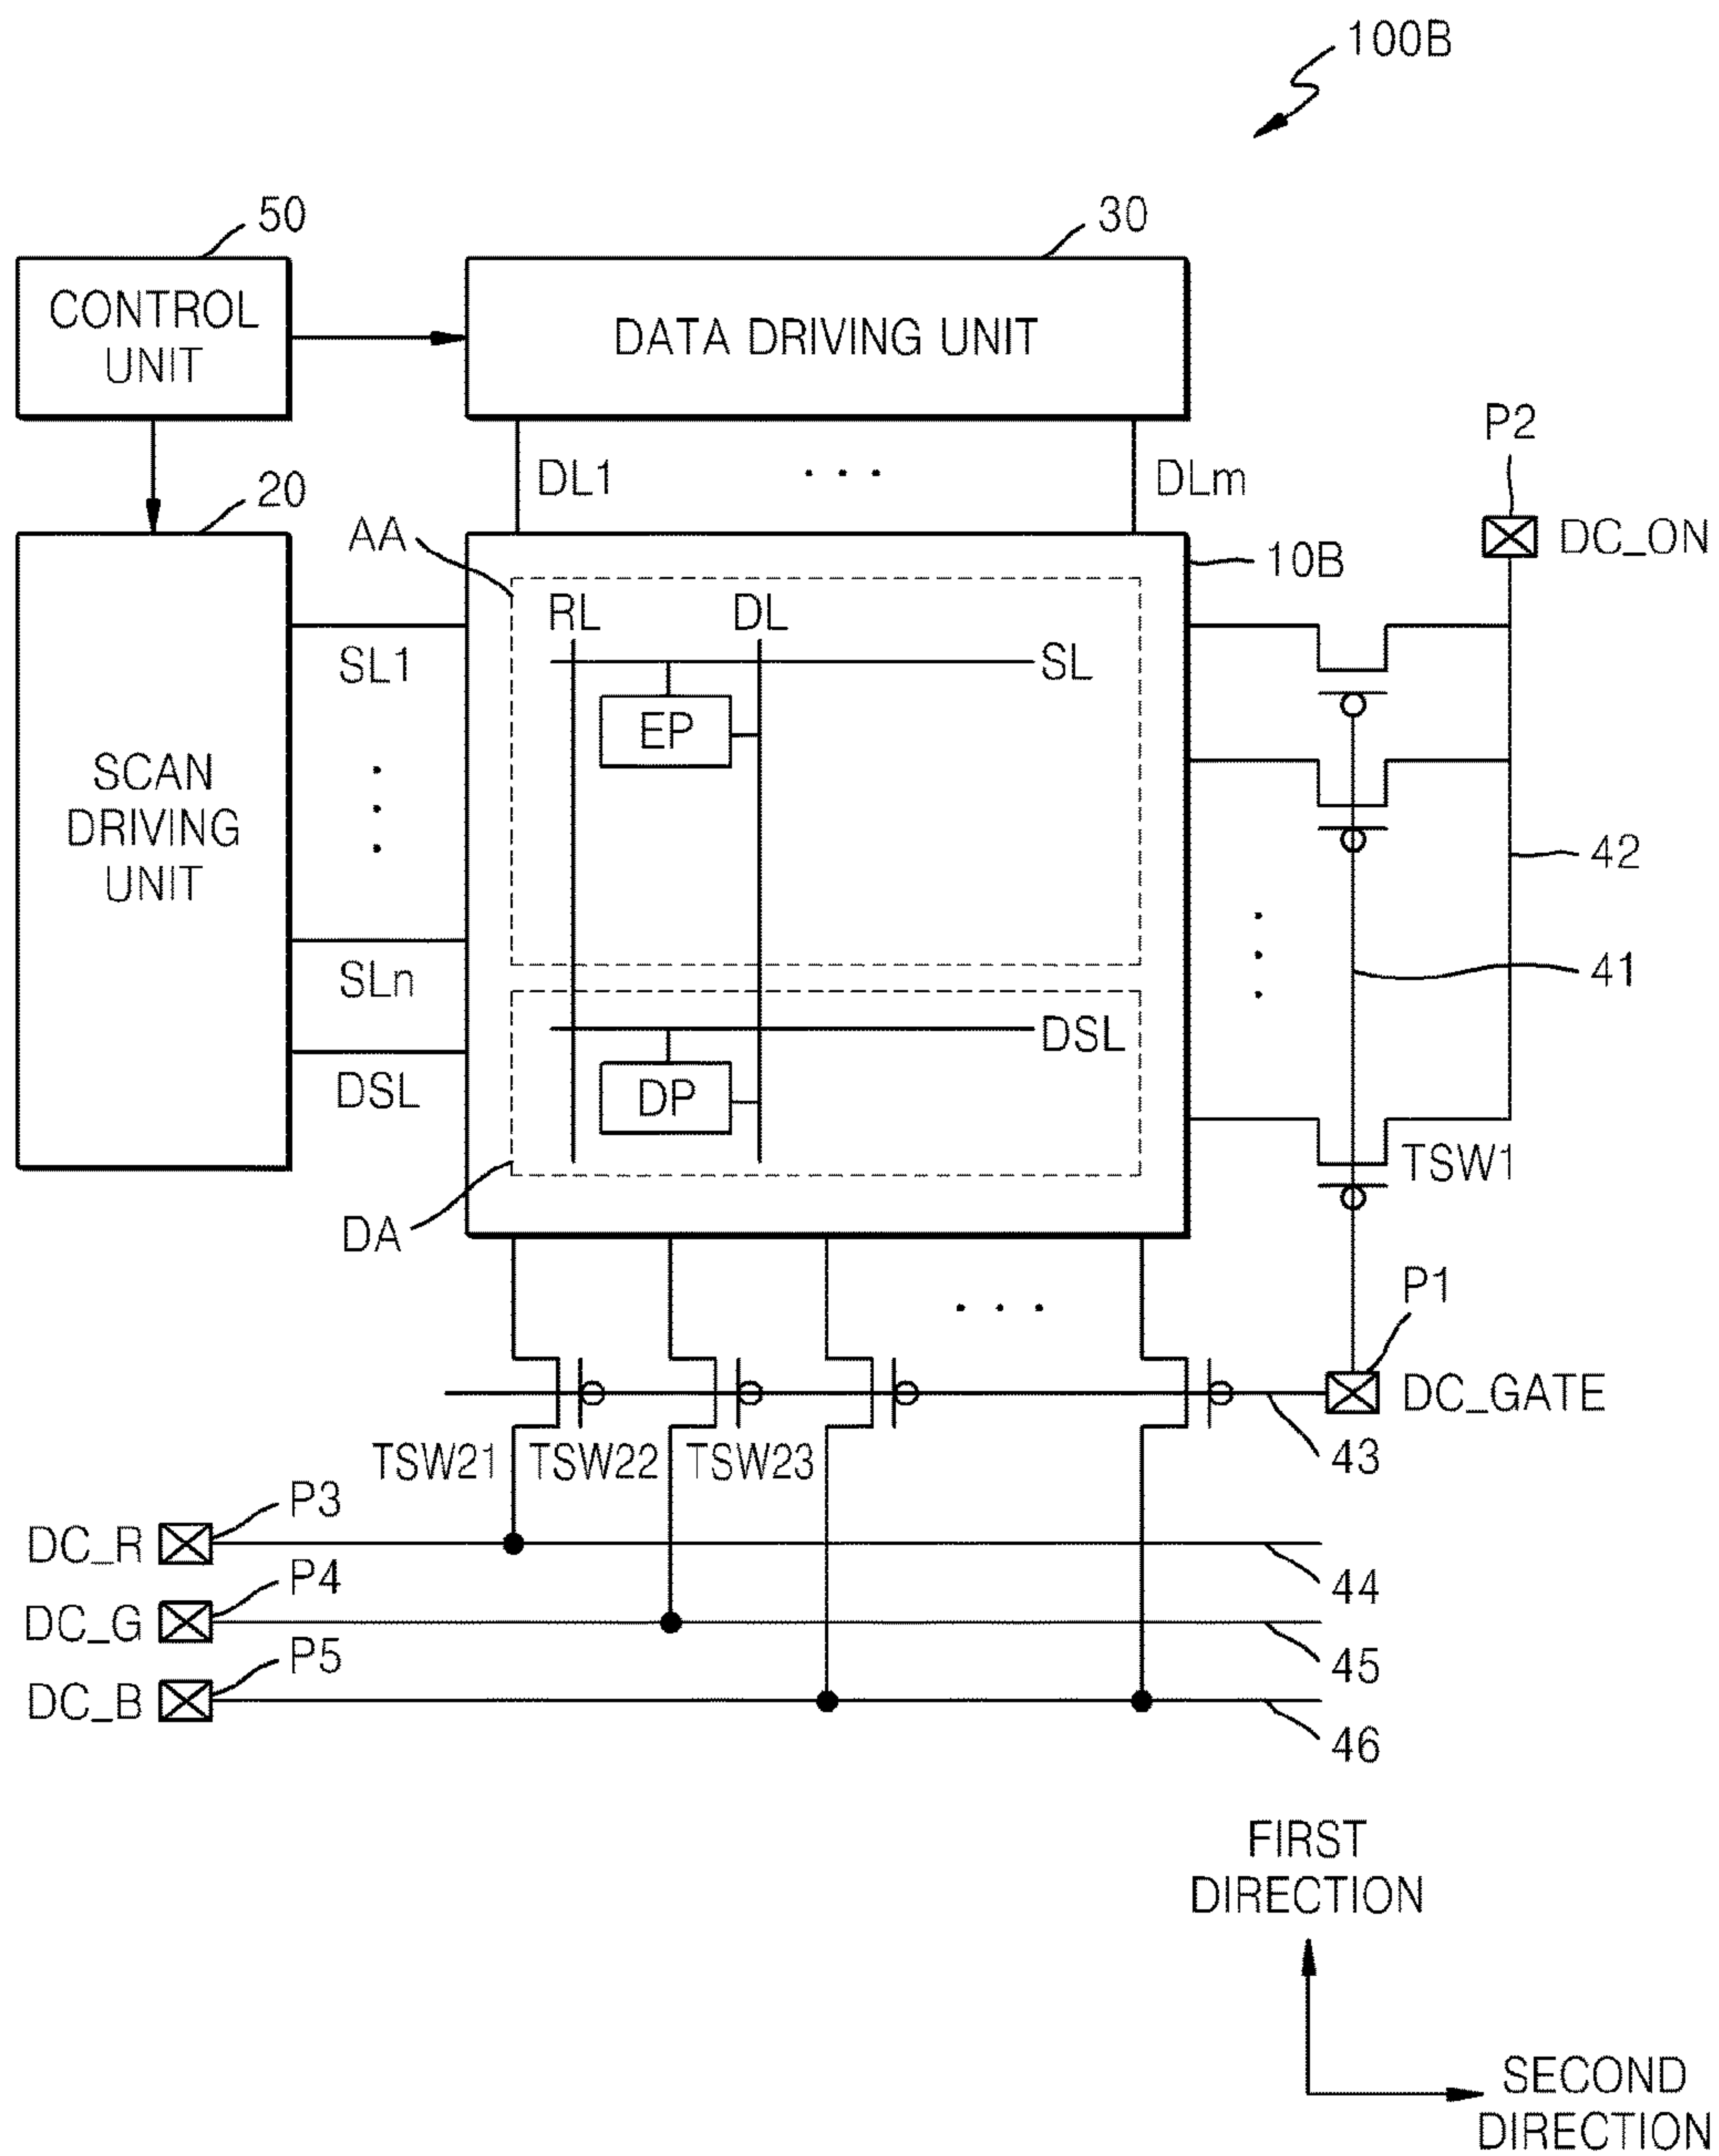 100B
50
30
CONTROL
UNIT
DATA DRIVING UNIT
P2
DL1
. . .
DLm
20
DC_ON
AA
10B
RL
DL
SL1
SL
EP
SCAN
DRIVING
UNIT
42
41
SLn
DSL
DSL
DP
TSW1
DA
P1
. . .
DC_GATE
TSW21
TSW22
TSW23
43
P3
DC_R
44
P4
DC_G
45
P5
DC_B
46
FIRST
DIRECTION
SECOND
DIRECTION